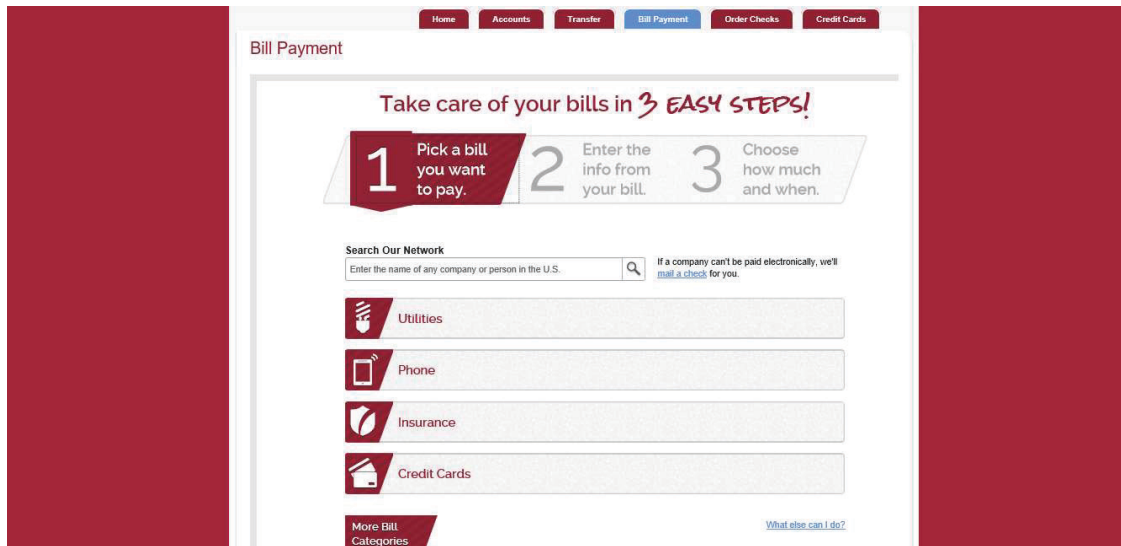 Home Accounts Transfer Bill Payment Order Checks Credit Cards
Bill Payment
Take care of your bills in 3 EASY STEPS!
1 Pick a bill
you want
to pay.
2 Enter the
info from
your bill.
3 Choose
how much
and when.
Search Our Network
Enter the name of any company or person in the U.S.
If a company can't be paid electronically, we'll
mail a check for you.
Utilities
Phone
Insurance
Credit Cards
More Bill
Categories
What else can I do?